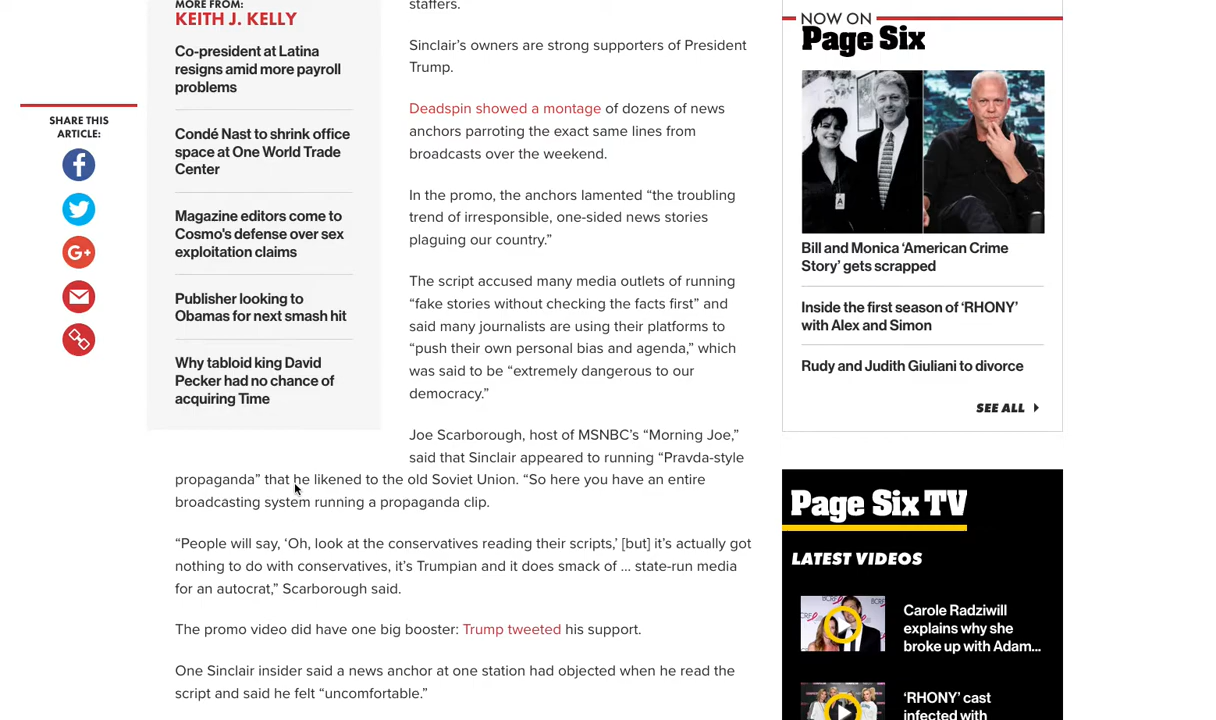 MORE FROM:
KEITH J. KELLY
Co-president at Latina
resigns amid more payroll
problems
Condé Nast to shrink office
space at One World Trade
Center
Magazine editors come to
Cosmo's defense over sex
exploitation claims
Publisher looking to
Obamas for next smash hit
Why tabloid king David
Pecker had no chance of
acquiring Time
SHARE THIS
ARTICLE:
staffers.
Sinclair’s owners are strong supporters of President
Trump.
Deadspin showed a montage of dozens of news
anchors parroting the exact same lines from
broadcasts over the weekend.
In the promo, the anchors lamented “the troubling
trend of irresponsible, one-sided news stories
plaguing our country.”
The script accused many media outlets of running
“fake stories without checking the facts first” and
said many journalists are using their platforms to
“push their own personal bias and agenda,” which
was said to be “extremely dangerous to our
democracy.”
Joe Scarborough, host of MSNBC’s “Morning Joe,”
said that Sinclair appeared to running “Pravda-style
propaganda” that he likened to the old Soviet Union. “So here you have an entire
broadcasting system running a propaganda clip.
“People will say, ‘Oh, look at the conservatives reading their scripts,’ [but] it’s actually got
nothing to do with conservatives, it’s Trumpian and it does smack of … state-run media
for an autocrat,” Scarborough said.
The promo video did have one big booster: Trump tweeted his support.
One Sinclair insider said a news anchor at one station had objected when he read the
script and said he felt “uncomfortable.”
NOW ON
Page Six
A
Bill and Monica ‘American Crime
Story’ gets scrapped
Inside the first season of ‘RHONY’
with Alex and Simon
Rudy and Judith Giuliani to divorce
SEE ALL
Page Six TV
LATEST VIDEOS
Carole Radziwill
explains why she
broke up with Adam...
‘RHONY’ cast
infected with